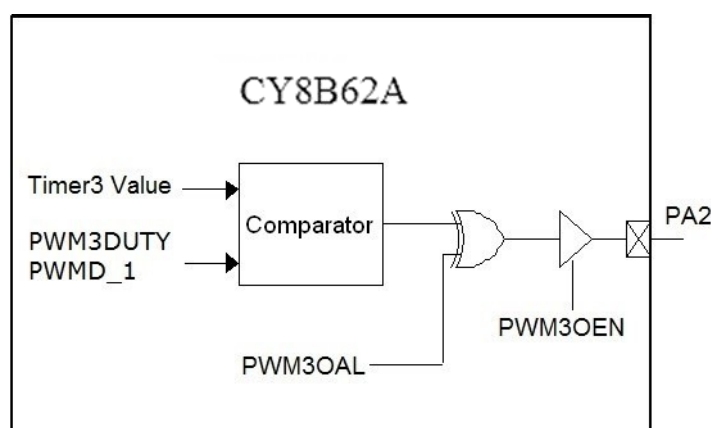 CY8B62A
Timer3 Value
PWM3DUTY
PWMD_1
Comparator
PA2
PWM3OEN
PWM3OAL